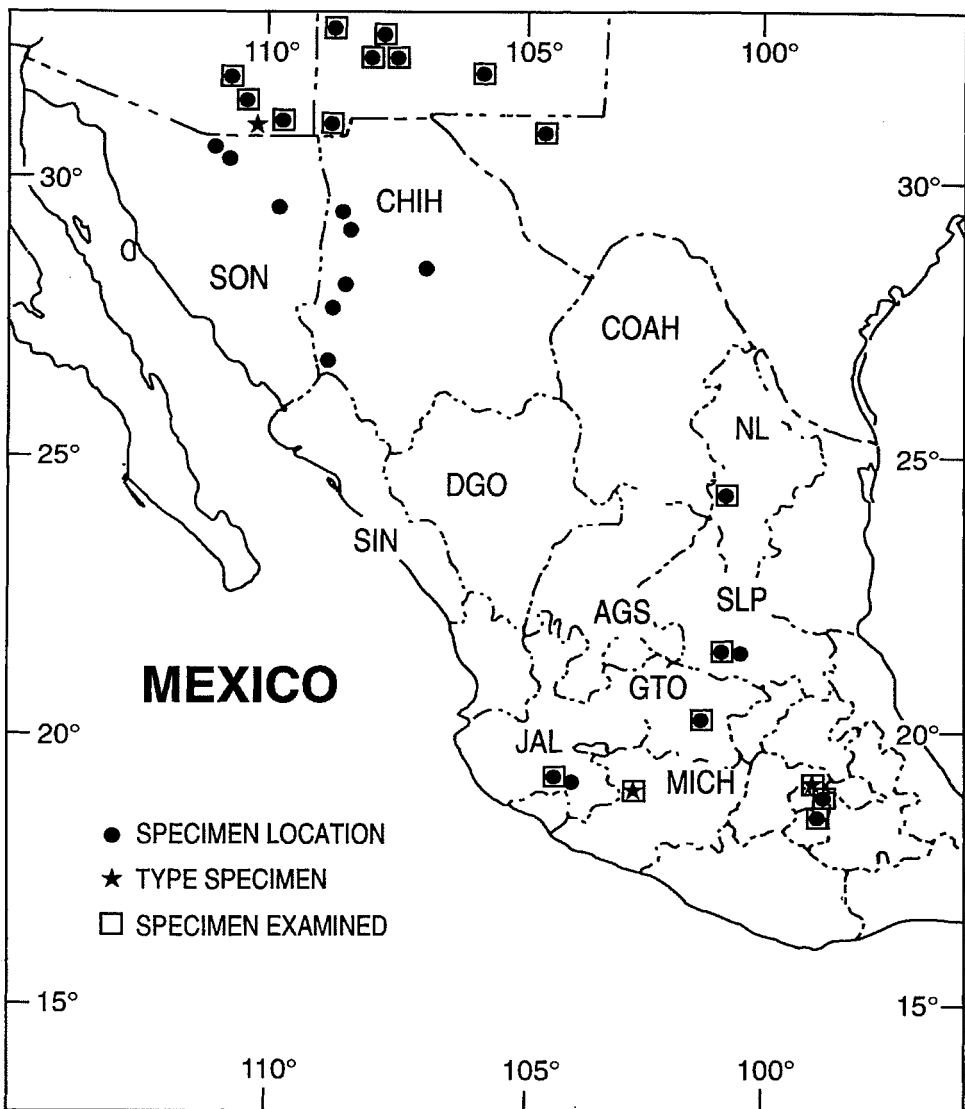 110° 105° 100°
30° 30°
CHIH
SON
COAH
NL
25° 25°
DGO
SIN
SLP
AGS
MEXICO
GTO
20° 20°
JAL
MICH
SPECIMEN LOCATION
TYPE SPECIMEN
SPECIMEN EXAMINED
15° 15°
110° 105° 100°